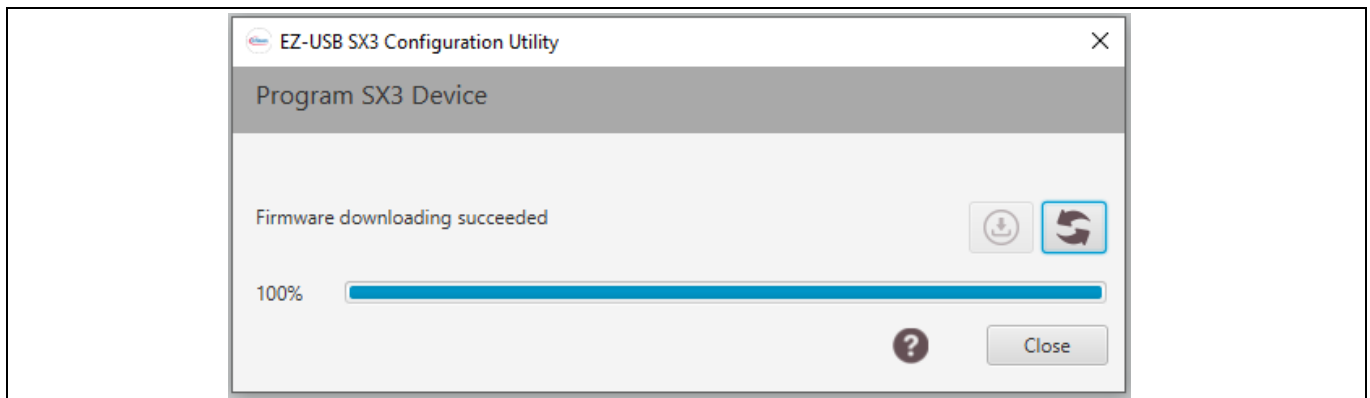 EZ-USB SX3 Configuration Utility
Program SX3 Device
Firmware downloading succeeded
100%
?
Close